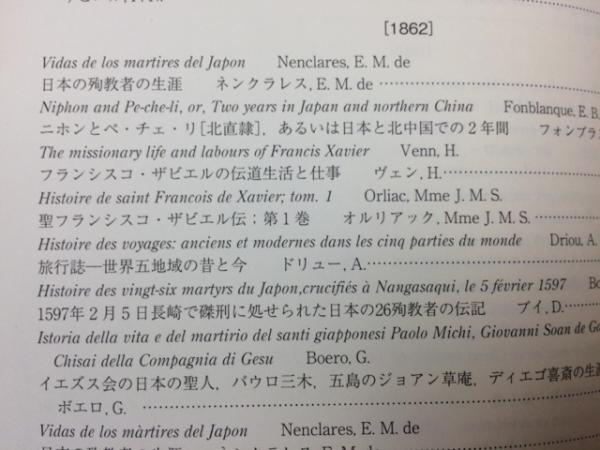 [1862]
Vidas de los martires del Japon Nenclares, E. M. de
日本の殉教者の生涯 ネンクラレス, E. M. de
Niphon and Pe-che-li, or, Two years in Japan and northern China Fonblanque, E. B.
ニホンとペ・チェ・リ[北直隷], あるいは日本と北中国での2年間 フォンブラ
The missionary life and labours of Francis Xavier Venn, H.
フランシスコ・ザビエルの伝道生活と仕事 ヴェン, H.
Histoire de saint Francois de Xavier; tom. 1 Orliac, Mme J. M. S.
聖フランシスコ・ザビエル伝；第1巻 オルリアック, Mme J. M. S.
Histoire des voyages: anciens et modernes dans les cinq parties du monde Driou, A.
旅行誌―世界五地域の昔と今 ドリュー, A.
Histoire des vingt-six martyrs du Japon, crucifiés à Nangasaqui, le 5 février 1597
1597年2月5日長崎で磔刑に処せられた日本の26殉教者の伝記 ブイ, D.
Istoria della vita e del martirio del santi giapponesi Paolo Michi, Giovanni Soan de
Chisai della Compagnia di Gesu Boero, G.
イエズス会の日本の聖人, パウロ三木, 五島のジョアン草庵, ディエゴ喜斎の生涯
ボエロ, G.
Vidas de los màrtires del Japon Nenclares, E. M. de